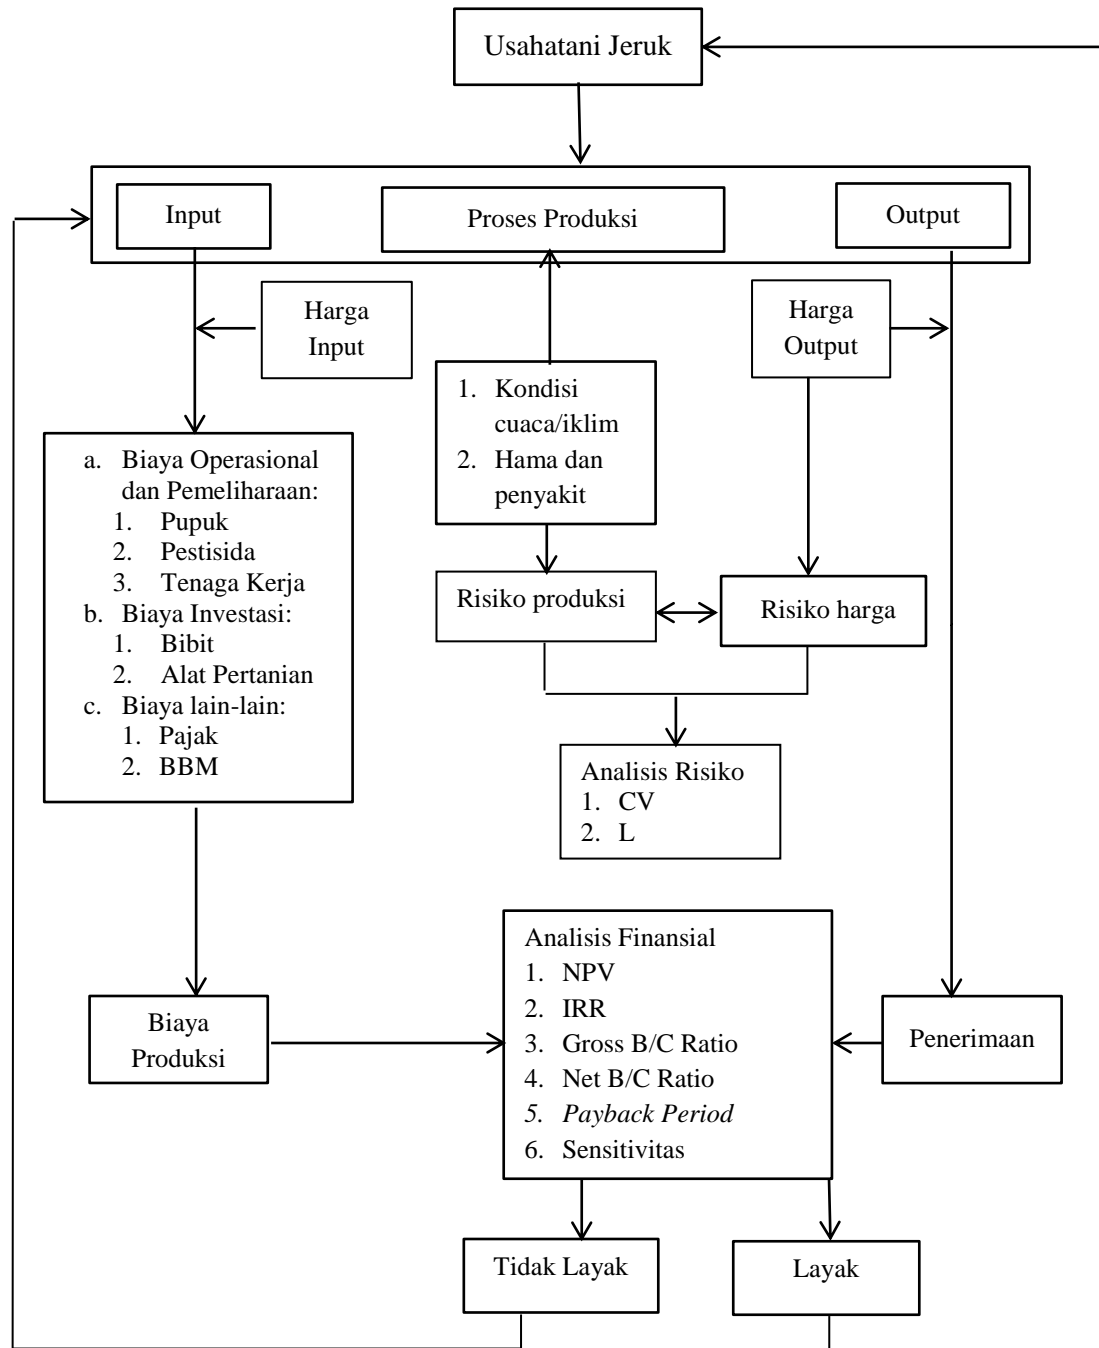 Usahatani Jeruk
Input
Proses Produksi
Output
Harga
Input
Harga
Output
1. Kondisi
cuaca/iklim
2. Hama dan
penyakit
a. Biaya Operasional
dan Pemeliharaan:
1. Pupuk
2. Pestisida
3. Tenaga Kerja
b. Biaya Investasi:
1. Bibit
2. Alat Pertanian
c. Biaya lain-lain:
1. Pajak
2. BBM
Risiko produksi
Risiko harga
Analisis Risiko
1. CV
2. L
Analisis Finansial
1. NPV
2. IRR
3. Gross B/C Ratio
4. Net B/C Ratio
5. Payback Period
6. Sensitivitas
Biaya
Produksi
Penerimaan
Tidak Layak
Layak